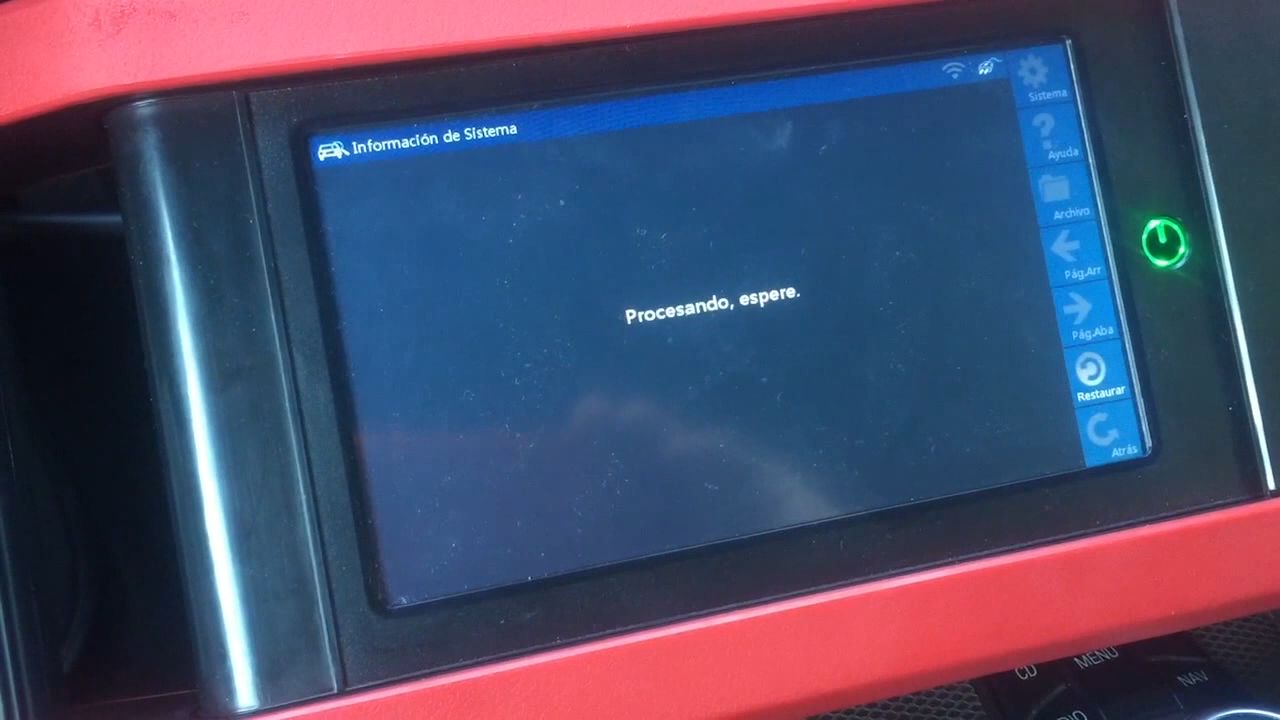 Información de Sistema
Sistema
Ayuda
Archivo
Pág.Arr
Procesando, espere.
Pág.Aba
Restaurar
Atrás
CD
MENU
NAV